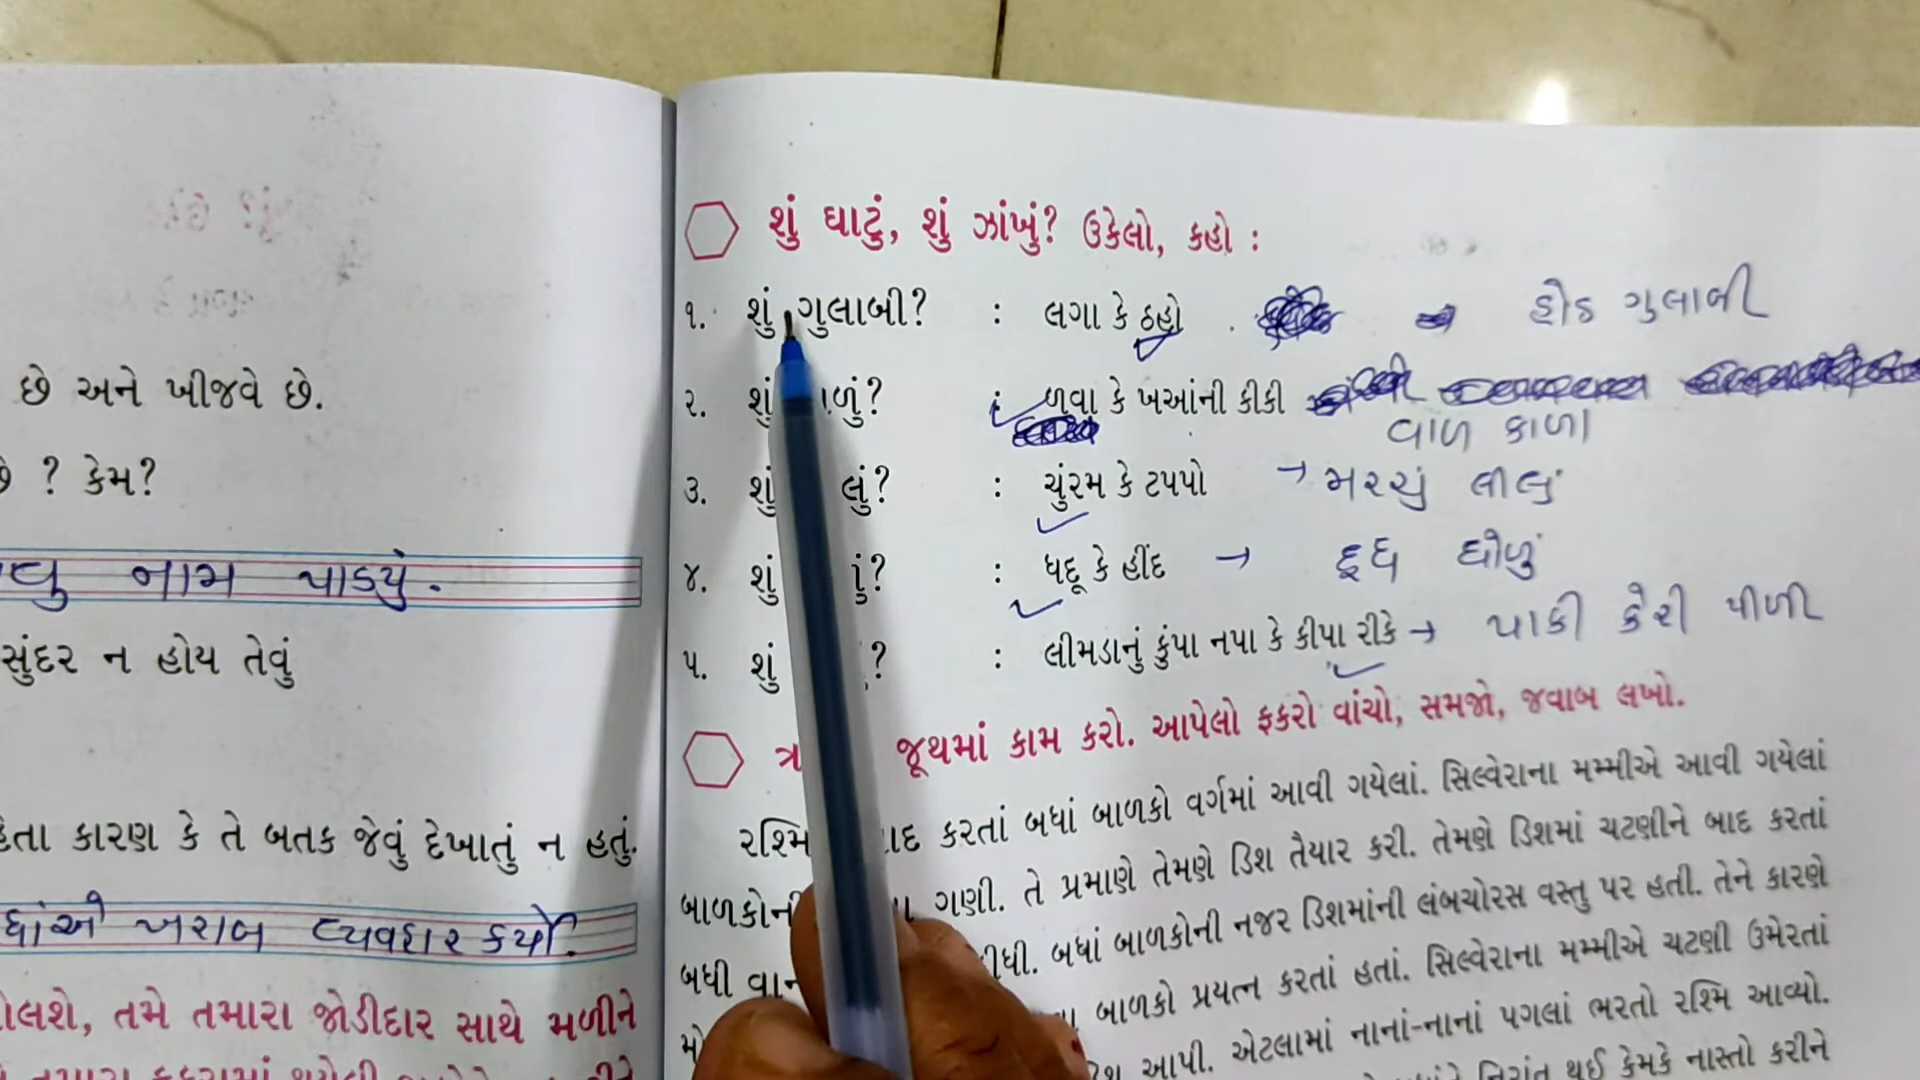 છે અને ખીજવે છે.
? કેમ?
નામ પાડયું.
સુંદર ન હોય તેવું
કારણ કે તે બતક જેવું દેખાતું ન હતું.
ખરાબ વ્યવહાર કર્યો.
તમે તમારા જોડીદાર સાથે મળીને
શું ઘાટું, શું ઝાંખું? ઉકેલો, કહો :
૧. શું ગુલાબી? : લગા કે ઠહો હોઠ ગુલાબી
૨. શું : ળવા કે ખઆંની કીકી
વાળ કાળા
૩. શું : ચુંરમ કે ટપપો → મરચું લીલું
૪. શું : ધદૂ કે હીંદ → દૂધ ધોળું
૫. શું ? : લીમડાનું કુંપા નપા કે કીપા રીકે → પાકી કેરી પીળી
જૂથમાં કામ કરો. આપેલો ફકરો વાંચો, સમજો, જવાબ લખો.
રશ્મિ કરતાં બધાં બાળકો વર્ગમાં આવી ગયેલાં. સિલ્વેરાના મમ્મીએ આવી ગયેલાં
બાળકોની ગણી. તે પ્રમાણે તેમણે ડિશ તૈયાર કરી. તેમણે ડિશમાં ચટણીને બાદ કરતાં
બધી બધાં બાળકોની નજર ડિશમાંની લંબચોરસ વસ્તુ પર હતી. તેને કારણે
બાળકો પ્રયત્ન કરતાં હતાં. સિલ્વેરાના મમ્મીએ ચટણી ઉમેરતાં
આપી. એટલામાં નાનાં-નાનાં પગલાં ભરતો રશ્મિ આવ્યો.
નિરાંત થઈ કેમકે નાસ્તો કરીને